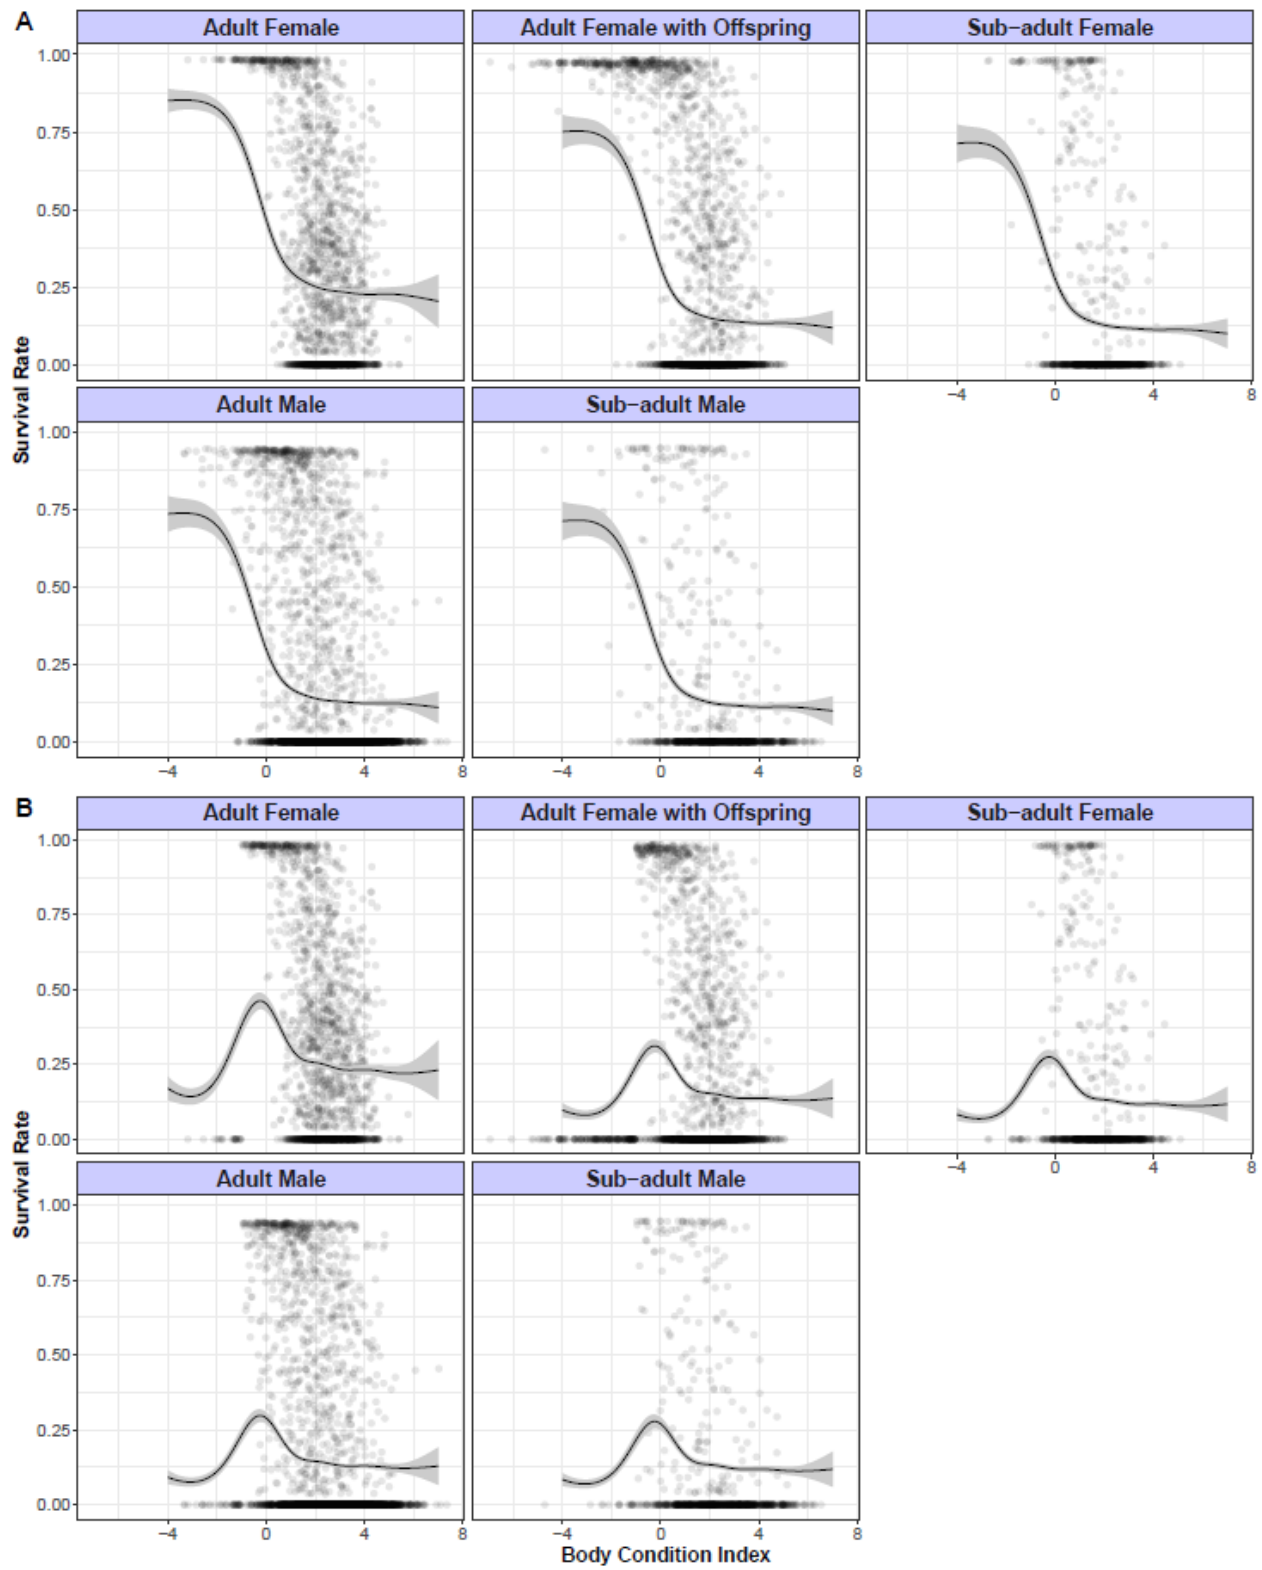 A
Adult Female
Adult Female with Offspring
Sub-adult Female
1.00
0.75
0.50
0.25
0.00
-4 0 4 8
Survival Rate
Adult Male
Sub-adult Male
1.00
0.75
0.50
0.25
0.00
-4 0 4 8
-4 0 4 8
B
Adult Female
Adult Female with Offspring
Sub-adult Female
1.00
0.75
0.50
0.25
0.00
-4 0 4 8
Survival Rate
Adult Male
Sub-adult Male
1.00
0.75
0.50
0.25
0.00
-4 0 4 8
-4 0 4 8
Body Condition Index